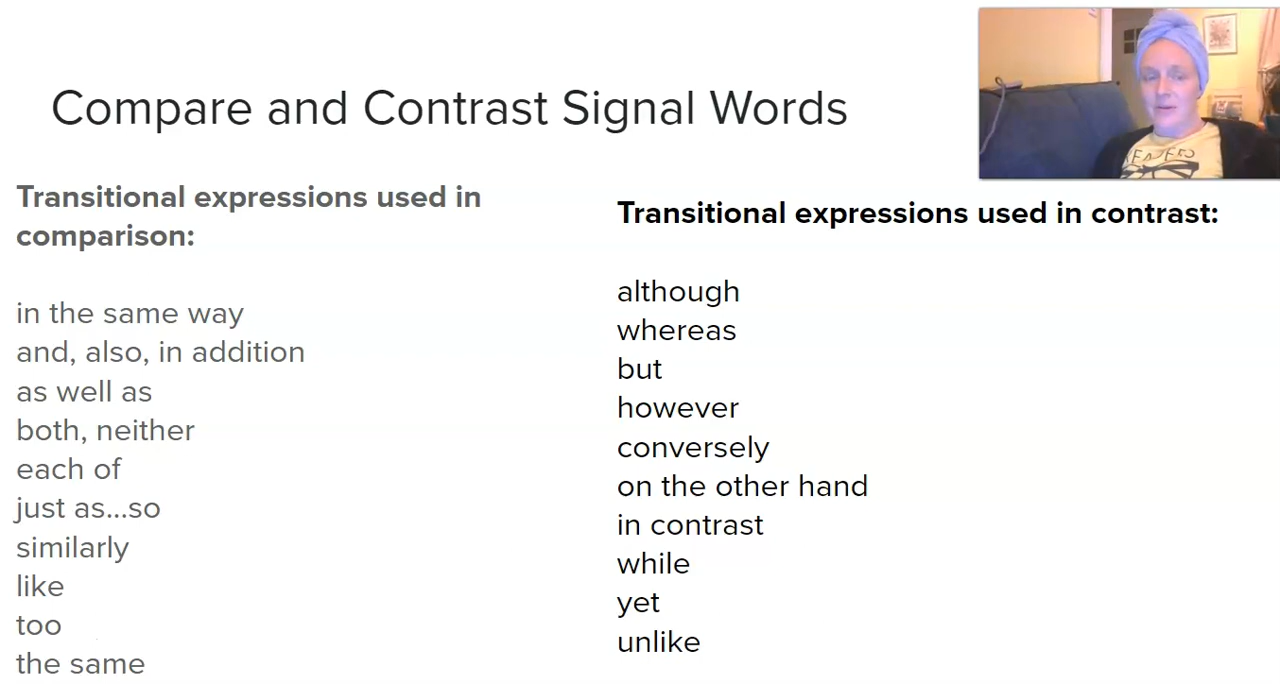 Compare and Contrast Signal Words
Transitional expressions used in
comparison:
in the same way
and, also, in addition
as well as
both, neither
each of
just as...so
similarly
like
too
the same
Transitional expressions used in contrast:
although
whereas
but
however
conversely
on the other hand
in contrast
while
yet
unlike